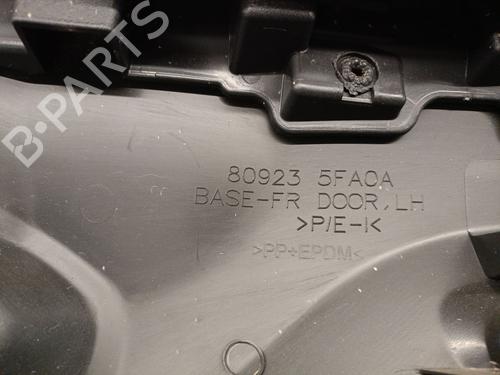 B-PARTS
80923 5FA0A
BASE-FR DOOR, LH
>P/E-I<
>PP+EPDM<